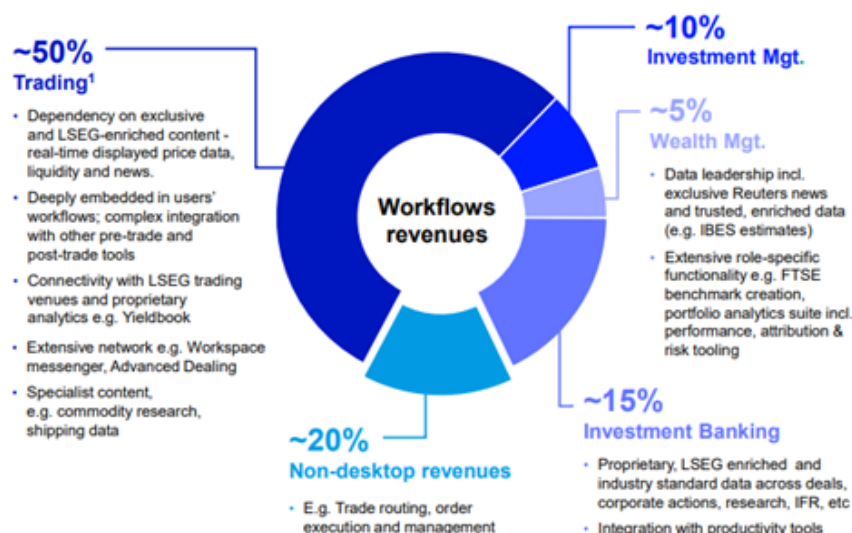 ~50%
Trading¹
• Dependency on exclusive
and LSEG-enriched content -
real-time displayed price data,
liquidity and news.
• Deeply embedded in users'
workflows; complex integration
with other pre-trade and
post-trade tools
• Connectivity with LSEG trading
venues and proprietary
analytics e.g. Yieldbook
• Extensive network e.g. Workspace
messenger, Advanced Dealing
• Specialist content,
e.g. commodity research,
shipping data
Workflows
revenues
~10%
Investment Mgt.
~5%
Wealth Mgt.
• Data leadership incl.
exclusive Reuters news
and trusted, enriched data
(e.g. IBES estimates)
• Extensive role-specific
functionality e.g. FTSE
benchmark creation,
portfolio analytics suite incl.
performance, attribution &
risk tooling
~20%
Non-desktop revenues
• E.g. Trade routing, order
execution and management
~15%
Investment Banking
• Proprietary, LSEG enriched and
industry standard data across deals,
corporate actions, research, IFR, etc
• Integration with productivity tools